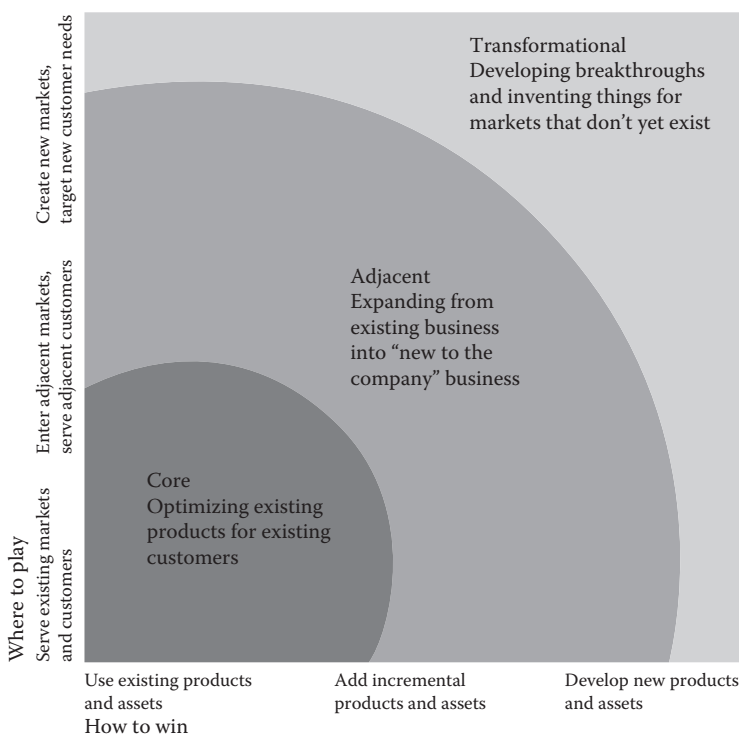 Create new markets,
target new customer needs
Enter adjacent markets,
serve adjacent customers
Where to play
Serve existing markets
and customers
Transformational
Developing breakthroughs
and inventing things for
markets that don’t yet exist
Adjacent
Expanding from
existing business
into “new to the
company” business
Core
Optimizing existing
products for existing
customers
Use existing products
and assets
How to win
Add incremental
products and assets
Develop new products
and assets